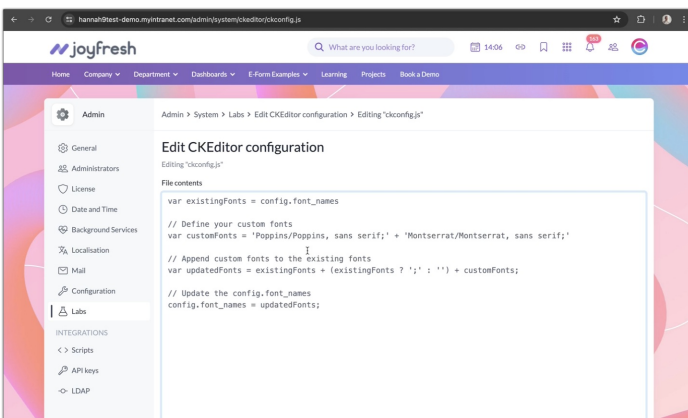 hannah9test-demo.myintranet.com/admin/system/ckeditor/ckconfig.js
joyfresh
What are you looking for?
14:06
163
Home Company Department Dashboards E-Form Examples Learning Projects Book a Demo
Admin
Admin > System > Labs > Edit CKEditor configuration > Editing "ckconfig.js"
General
Administrators
License
Date and Time
Background Services
Localisation
Mail
Configuration
Labs
INTEGRATIONS
Scripts
API keys
LDAP
Edit CKEditor configuration
Editing "ckconfig.js"
File contents
var existingFonts = config.font_names
// Define your custom fonts
var customFonts = 'Poppins/Poppins, sans serif;' + 'Montserrat/Montserrat, sans serif;'
// Append custom fonts to the existing fonts
var updatedFonts = existingFonts + (existingFonts ? ';' : '') + customFonts;
// Update the config.font_names
config.font_names = updatedFonts;